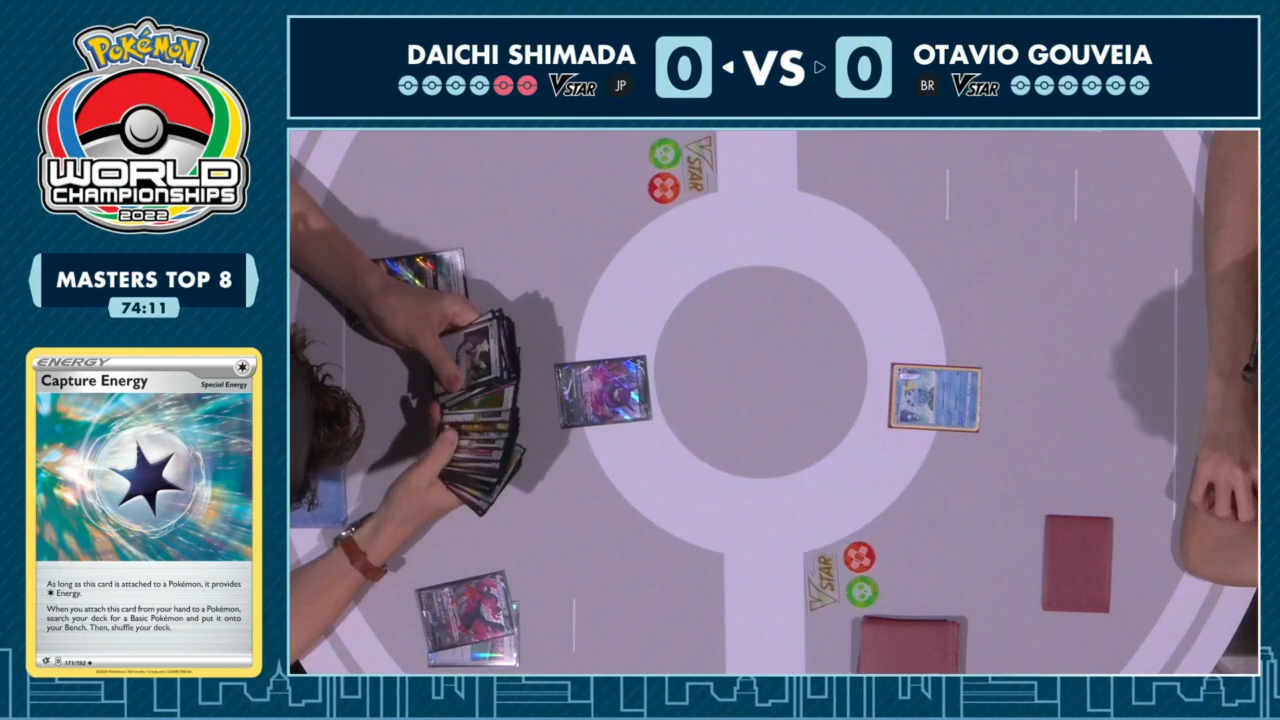 POKéMON
WORLD
CHAMPIONSHIPS
2022
MASTERS TOP 8
74:11
DAICHI SHIMADA
VSTAR
JP
0
VS
0
OTAVIO GOUVEIA
BR
VSTAR
VSTAR
VSTAR
ENERGY
Capture Energy
Special Energy
As long as this card is attached to a Pokémon, it provides
Energy.
When you attach this card from your hand to a Pokémon,
search your deck for a Basic Pokémon and put it onto
your Bench. Then, shuffle your deck.
171/192